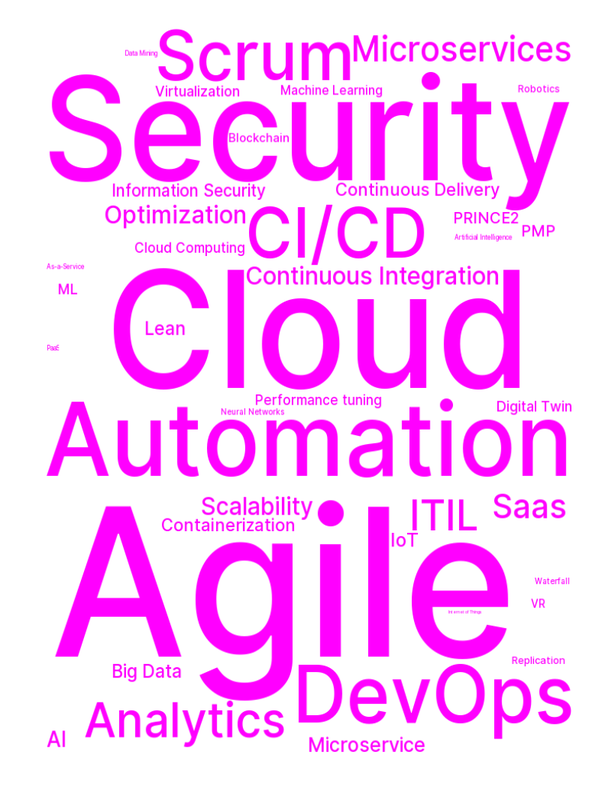 Data Mining
Scrum
Microservices
Virtualization
Machine Learning
Robotics
Security
Blockchain
Information Security
Continuous Delivery
Optimization
CI/CD
PRINCE2
PMP
Artificial Intelligence
Cloud Computing
As-a-Service
Continuous Integration
ML
Cloud
Lean
PaaS
Performance tuning
Digital Twin
Neural Networks
Automation
Scalability
ITIL
Saas
Containerization
IoT
Agile
Waterfall
VR
Internet of Things
Replication
Big Data
DevOps
Analytics
AI
Microservice